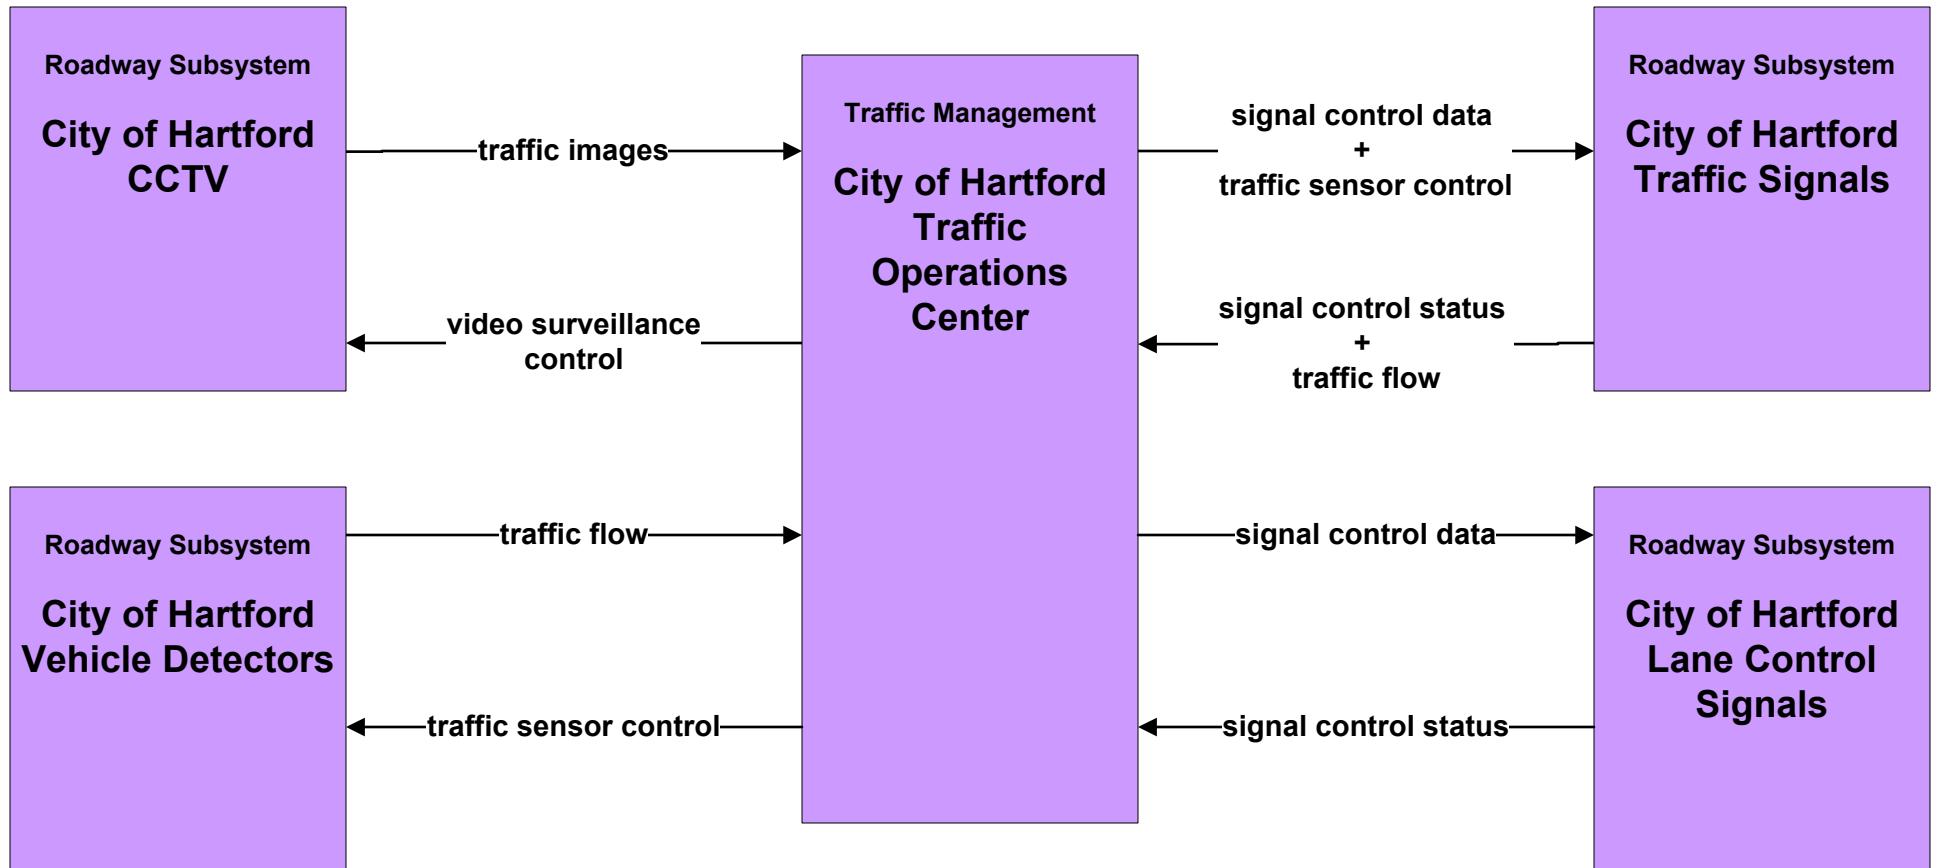 Roadway Subsystem
City of Hartford
CCTV
traffic images
video surveillance
control
Traffic Management
City of Hartford
Traffic
Operations
Center
signal control data
+
traffic sensor control
signal control status
+
traffic flow
Roadway Subsystem
City of Hartford
Traffic Signals
Roadway Subsystem
City of Hartford
Vehicle Detectors
traffic flow
traffic sensor control
signal control data
signal control status
Roadway Subsystem
City of Hartford
Lane Control
Signals